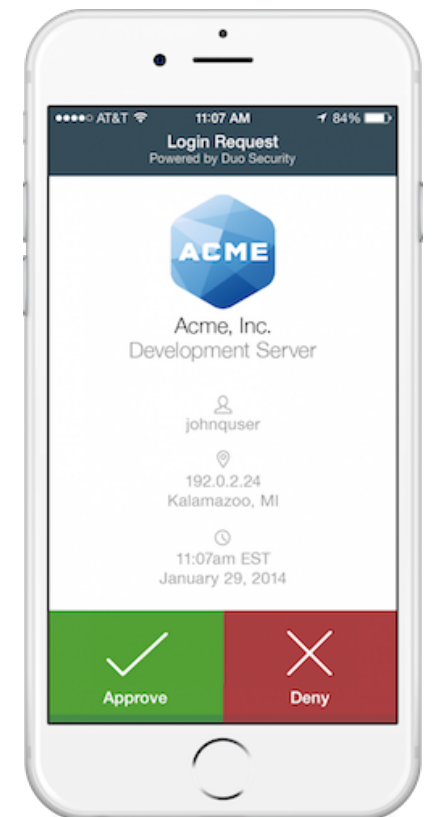 AT&T 11:07 AM 84%
Login Request
Powered by Duo Security
ACME
Acme, Inc.
Development Server
johnquser
192.0.2.24
Kalamazoo, MI
11:07am EST
January 29, 2014
Approve Deny